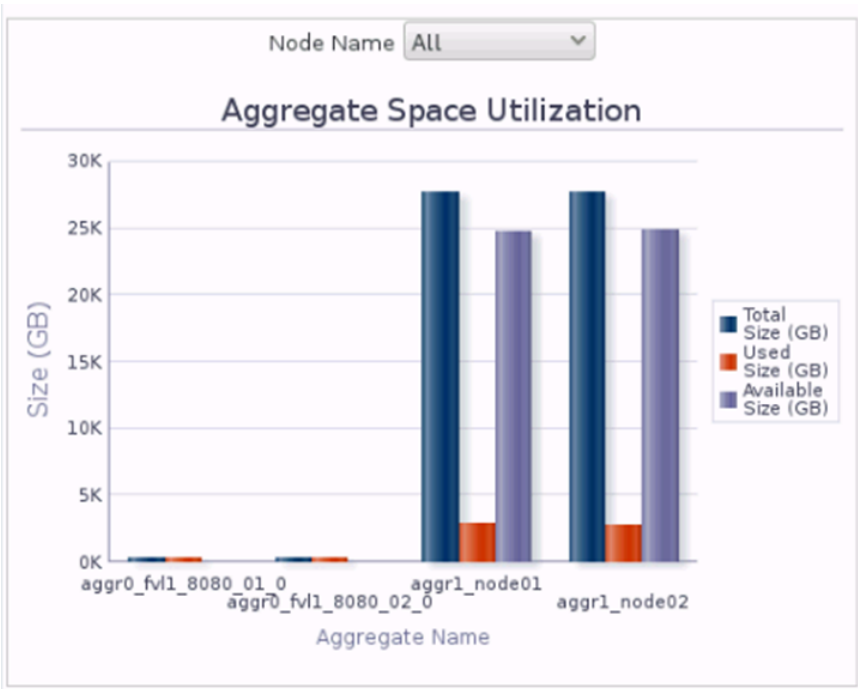 Node Name All
Aggregate Space Utilization
30K
25K
20K
15K
10K
5K
0K
Size (GB)
aggr0_fvl1_8080_01_0
aggr0_fvl1_8080_02_0
aggr1_node01
aggr1_node02
Aggregate Name
Total
Size (GB)
Used
Size (GB)
Available
Size (GB)